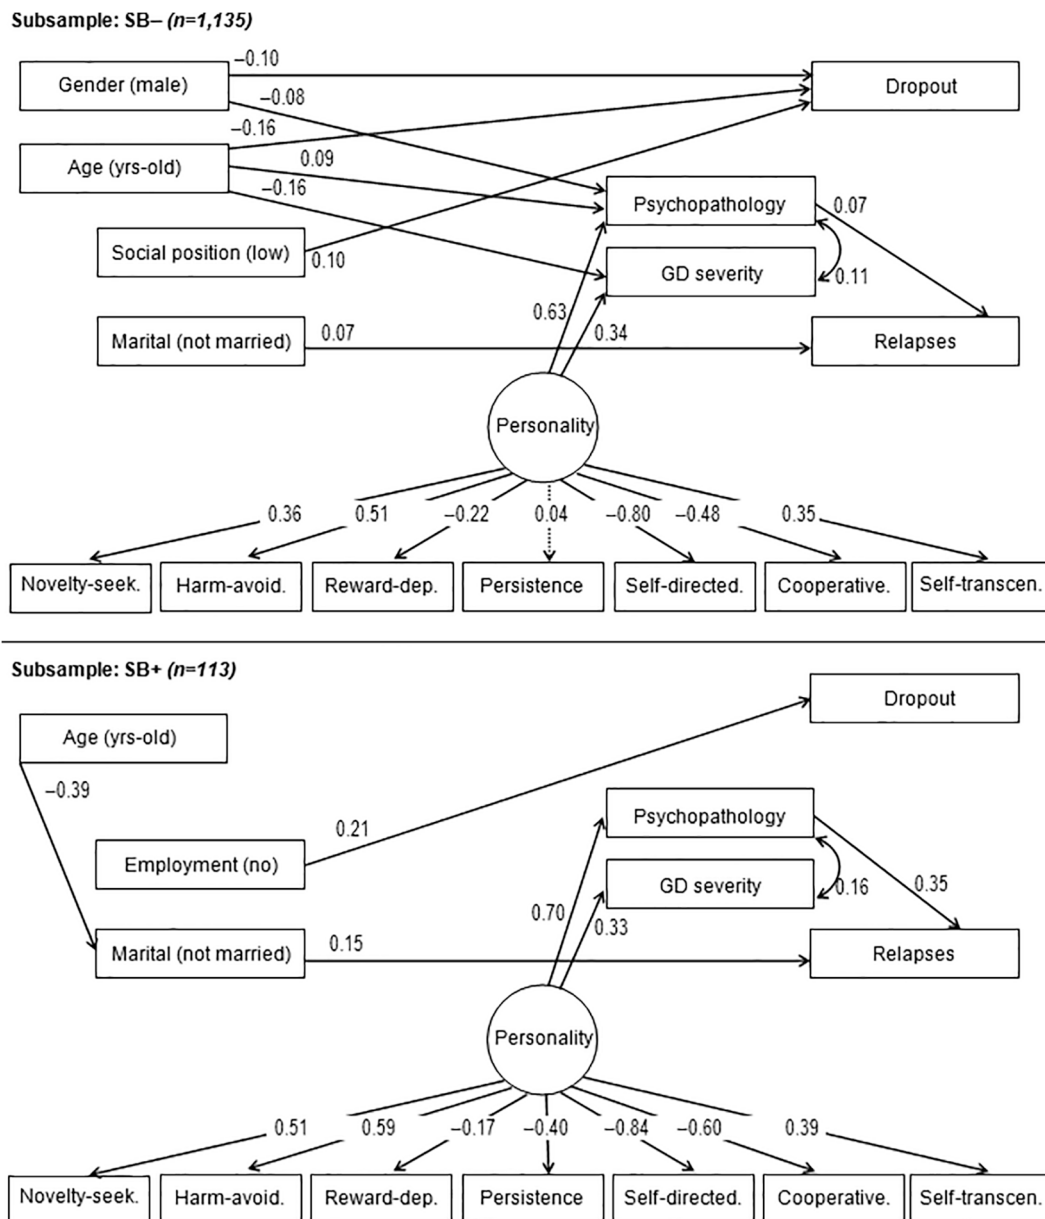 Subsample: SB– (n=1,135)
–0.10
Gender (male)
Dropout
–0.08
–0.16
Age (yrs-old)
0.09
–0.16
Psychopathology
0.07
Social position (low)
0.10
GD severity
0.11
0.63
Marital (not married)
0.07
0.34
Relapses
Personality
0.36 0.51 –0.22 0.04 –0.80 –0.48 0.35
Novelty-seek. Harm-avoid. Reward-dep. Persistence Self-directed. Cooperative. Self-transcen.
Subsample: SB+ (n=113)
Dropout
Age (yrs-old)
–0.39
Psychopathology
0.21
Employment (no)
GD severity
0.16
0.35
0.70
0.33
Marital (not married)
0.15
Relapses
Personality
0.51 0.59 –0.17 –0.40 –0.84 –0.60 0.39
Novelty-seek. Harm-avoid. Reward-dep. Persistence Self-directed. Cooperative. Self-transcen.